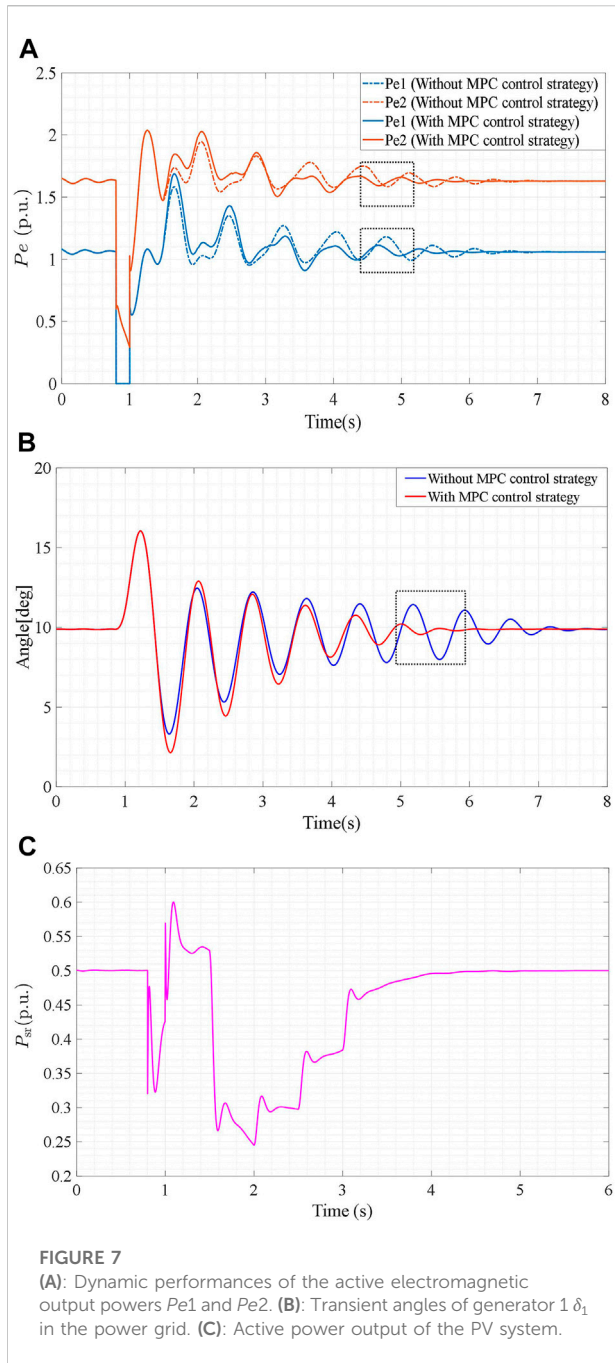 A
2.5
2
1.5
1
0.5
0
Pe (p.u.)
Pe1 (Without MPC control strategy)
Pe2 (Without MPC control strategy)
Pe1 (With MPC control strategy)
Pe2 (With MPC control strategy)
0 1 2 3 4 5 6 7 8
Time(s)
B
20
15
10
5
0
Angle[deg]
Without MPC control strategy
With MPC control strategy
0 1 2 3 4 5 6 7 8
Time(s)
C
0.65
0.6
0.55
0.5
0.45
0.4
0.35
0.3
0.25
0.2
Psr (p.u.)
0 1 2 3 4 5 6
Time (s)
FIGURE 7
(A): Dynamic performances of the active electromagnetic
output powers Pe1 and Pe2. (B): Transient angles of generator 1 δ1
in the power grid. (C): Active power output of the PV system.